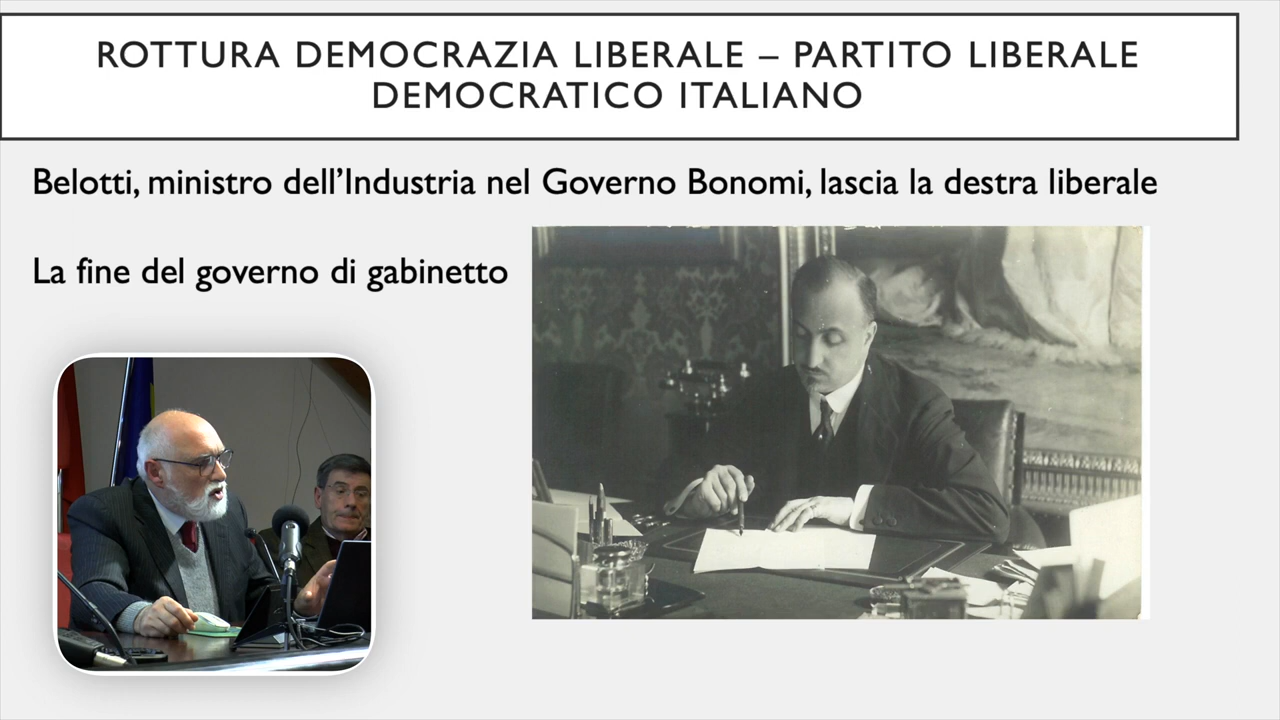 ROTTURA DEMOCRAZIA LIBERALE – PARTITO LIBERALE
DEMOCRATICO ITALIANO
Belotti, ministro dell’Industria nel Governo Bonomi, lascia la destra liberale
La fine del governo di gabinetto